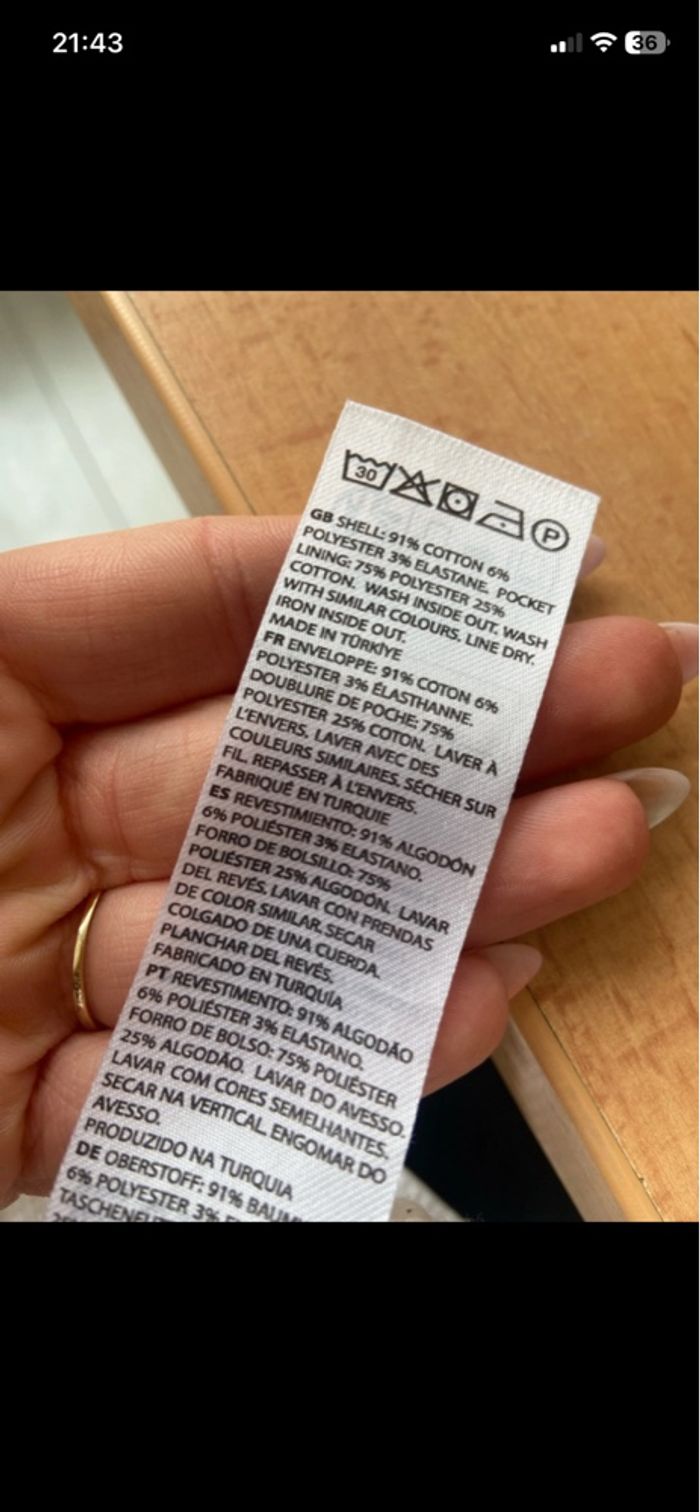 21:43
36
30
P
GB SHELL: 91% COTTON 6%
POLYESTER 3% ELASTANE. POCKET
LINING: 75% POLYESTER 25%
COTTON. WASH INSIDE OUT. WASH
WITH SIMILAR COLOURS. LINE DRY.
IRON INSIDE OUT.
MADE IN TÜRKİYE
FR ENVELOPPE: 91% COTON 6%
POLYESTER 3% ÉLASTHANNE.
DOUBLURE DE POCHE: 75%
POLYESTER 25% COTON. LAVER À
L'ENVERS. LAVER AVEC DES
COULEURS SIMILAIRES. SÉCHER SUR
FIL. REPASSER À L'ENVERS.
FABRIQUÉ EN TURQUIE
ES REVESTIMIENTO: 91% ALGODÓN
6% POLIÉSTER 3% ELASTANO.
FORRO DE BOLSILLO: 75%
POLIÉSTER 25% ALGODÓN. LAVAR
DEL REVÉS. LAVAR CON PRENDAS
DE COLOR SIMILAR. SECAR
COLGADO DE UNA CUERDA.
PLANCHAR DEL REVÉS.
FABRICADO EN TURQUÍA
PT REVESTIMENTO: 91% ALGODÃO
6% POLIÉSTER 3% ELASTANO.
FORRO DE BOLSO: 75% POLIÉSTER
25% ALGODÃO. LAVAR DO AVESSO.
LAVAR COM CORES SEMELHANTES.
SECAR NA VERTICAL. ENGOMAR DO
AVESSO.
PRODUZIDO NA TURQUIA
DE OBERSTOFF: 91% BAUM
6% POLYESTER 3%